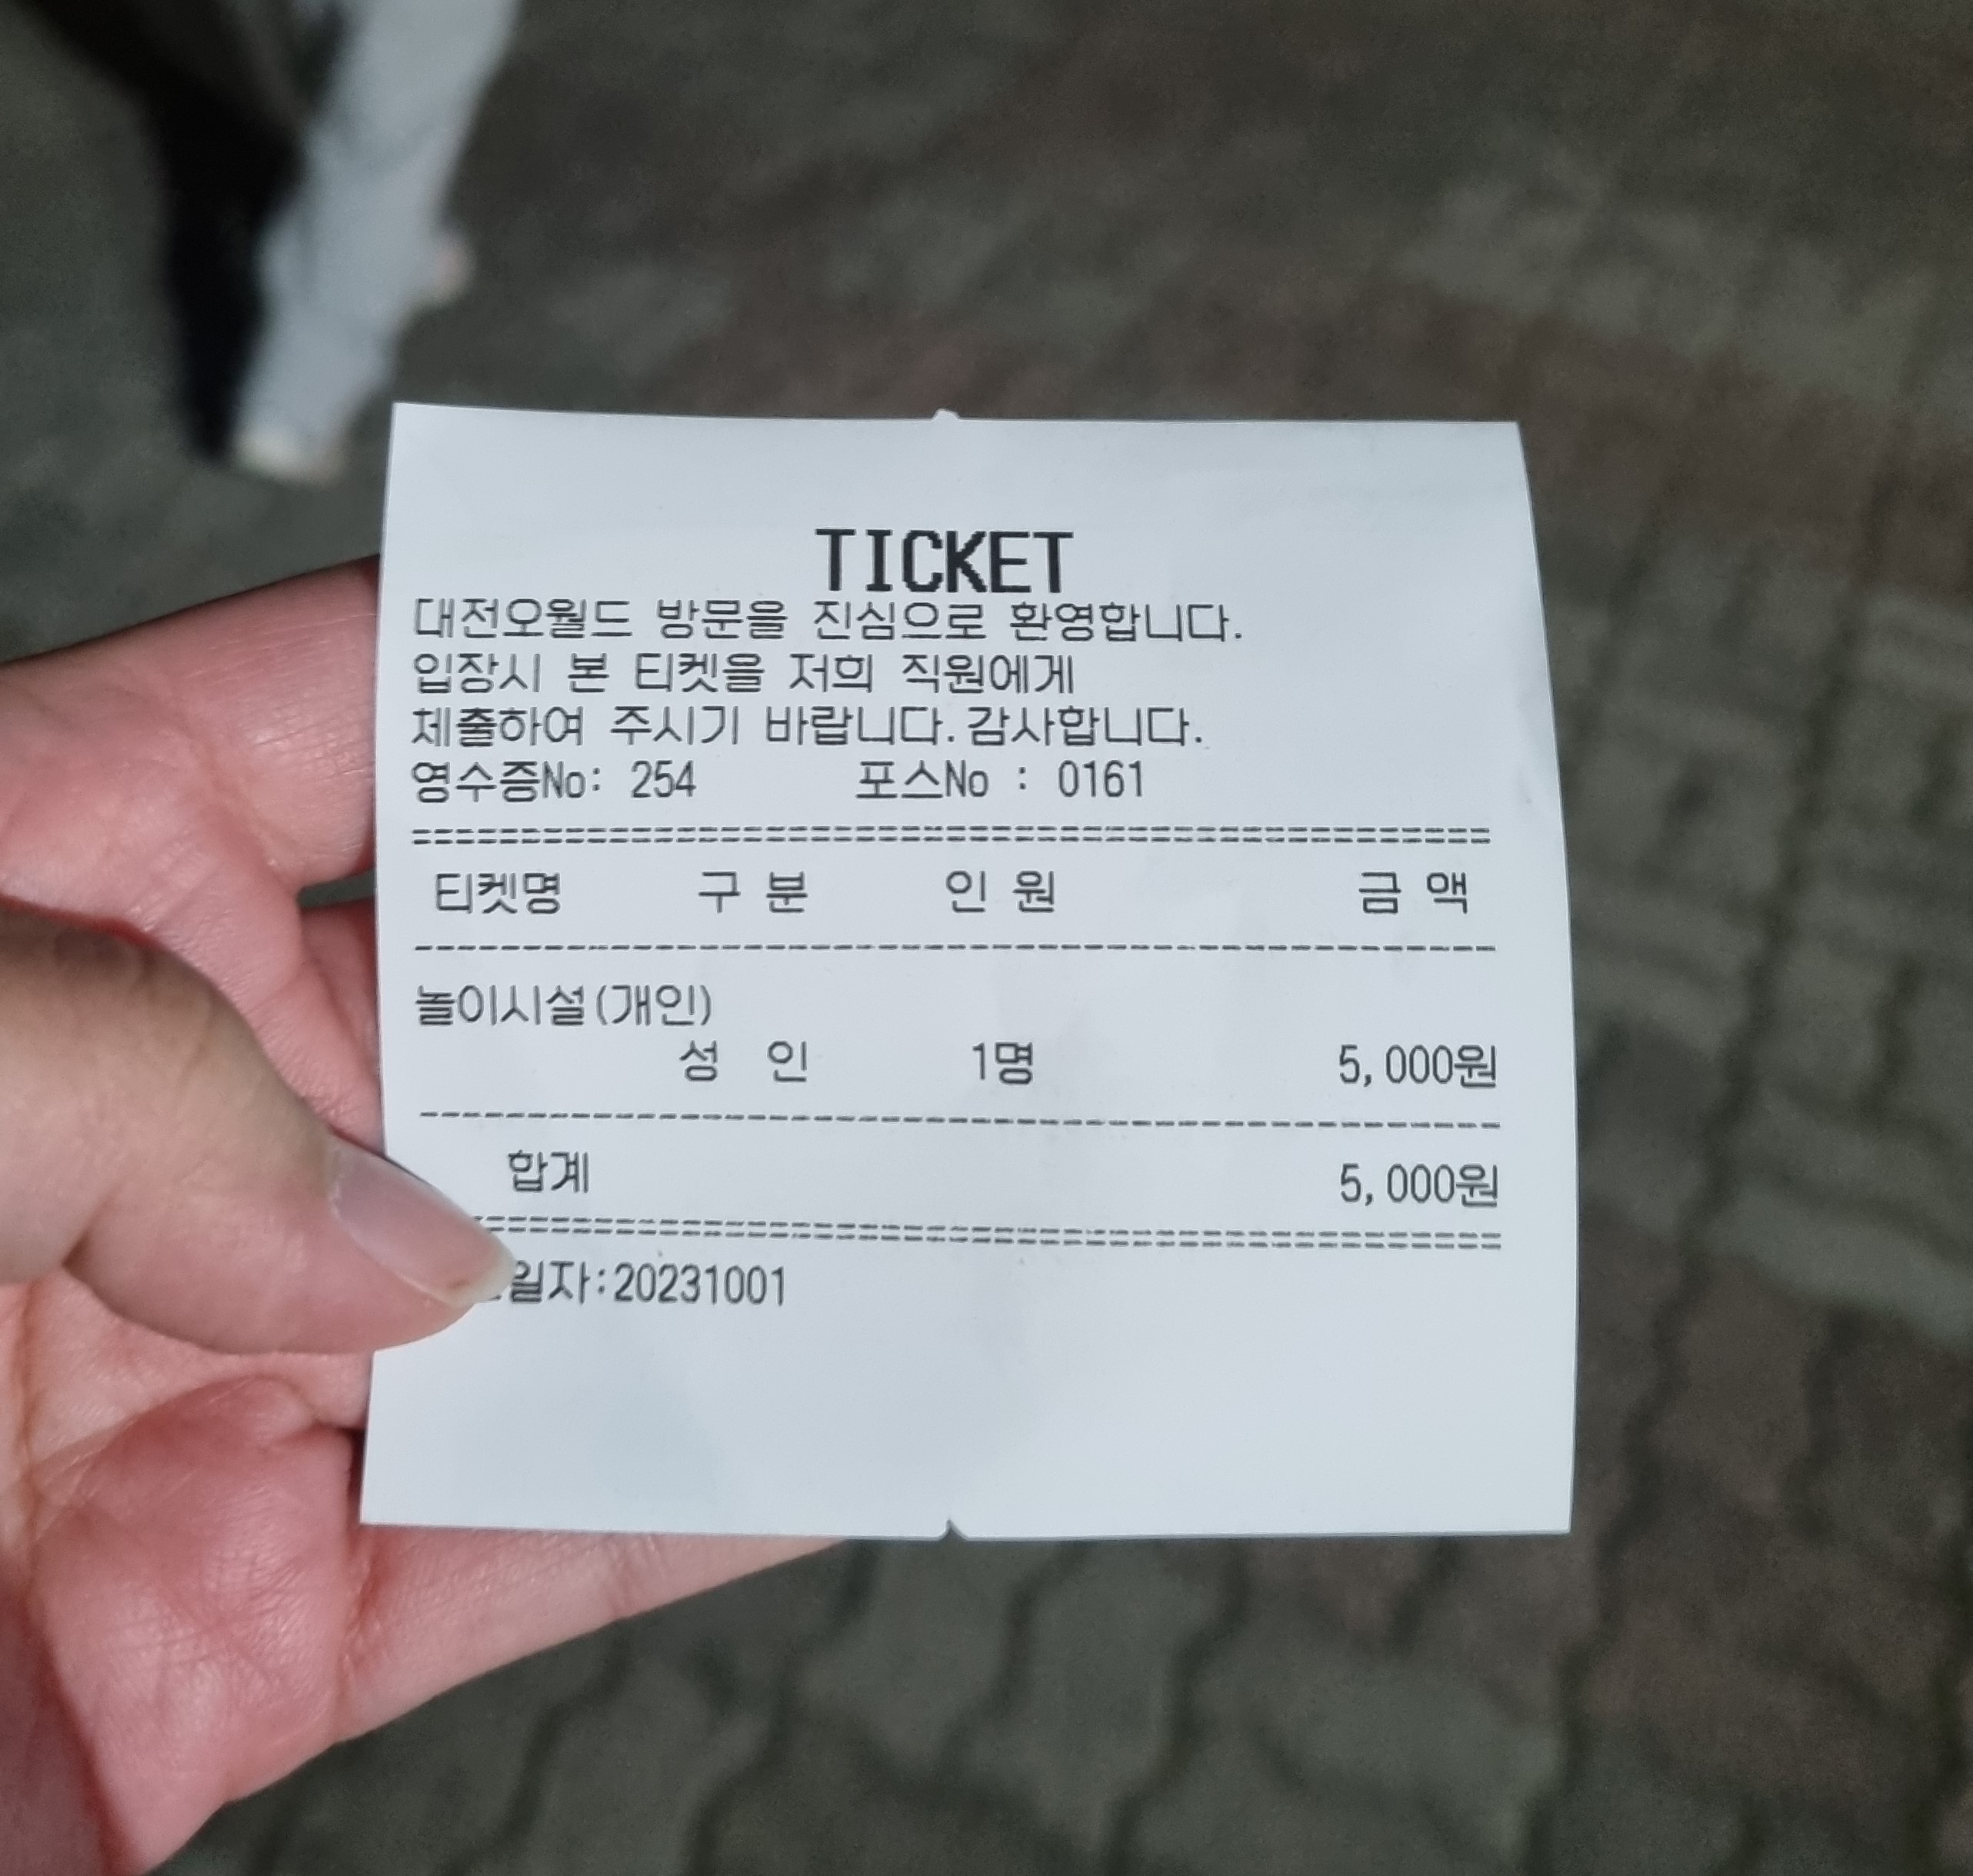 TICKET
대전오월드 방문을 진심으로 환영합니다.
입장시 본 티켓을 저희 직원에게
제출하여 주시기 바랍니다.감사합니다.
영수증No: 254 포스No : 0161
티켓명 구 분 인 원 금 액
놀이시설(개인)
성 인 1명 5,000원
합계 5,000원
일자:20231001